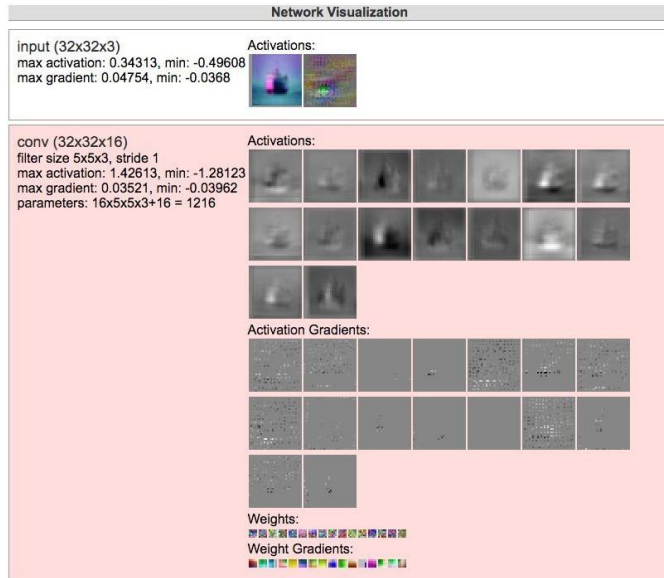 Network Visualization
input (32x32x3)
max activation: 0.34313, min: -0.49608
max gradient: 0.04754, min: -0.0368
Activations:
conv (32x32x16)
filter size 5x5x3, stride 1
max activation: 1.42613, min: -1.28123
max gradient: 0.03521, min: -0.03962
parameters: 16x5x5x3+16 = 1216
Activations:
Activation Gradients:
Weights:
Weight Gradients: